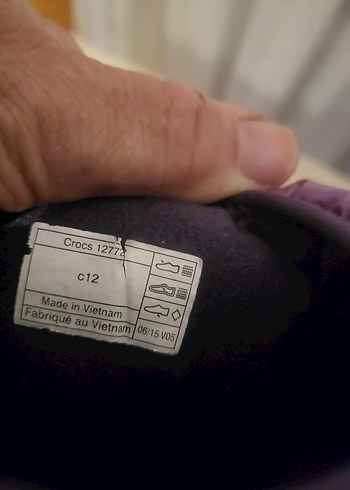 Crocs 12772
c12
Made in Vietnam
Fabriqué au Vietnam
06/15 V05